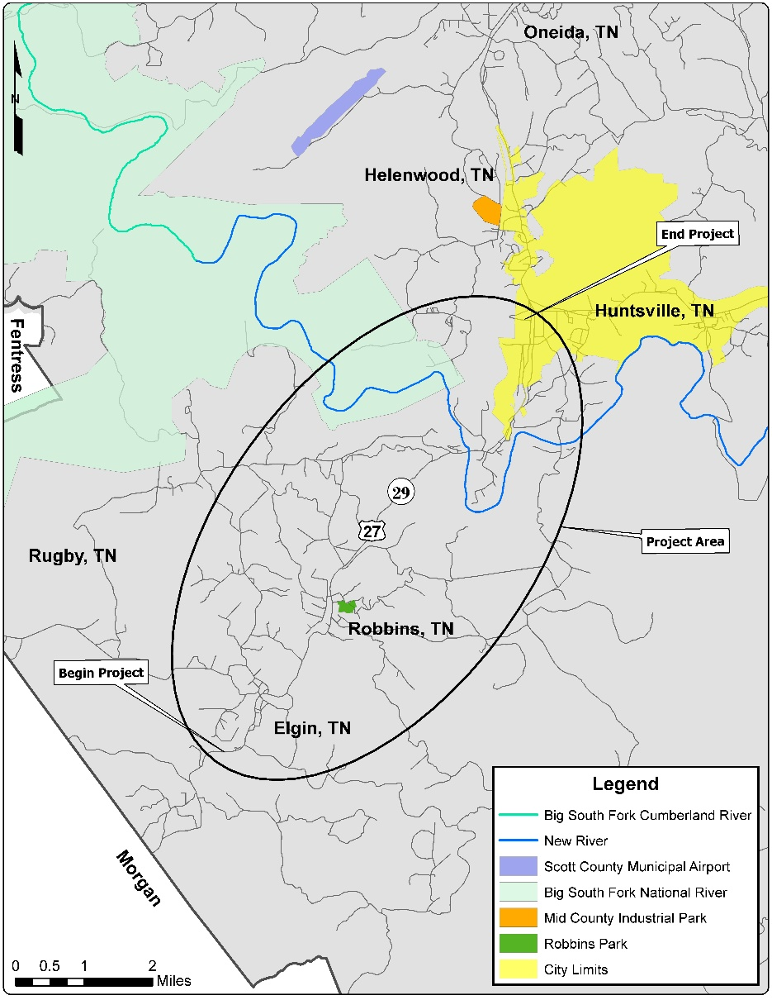 Oneida, TN
N
Helenwood, TN
End Project
Huntsville, TN
Fentress
29
27
Project Area
Rugby, TN
Robbins, TN
Begin Project
Elgin, TN
Morgan
Legend
Big South Fork Cumberland River
New River
Scott County Municipal Airport
Big South Fork National River
Mid County Industrial Park
Robbins Park
City Limits
0 0.5 1 2
Miles